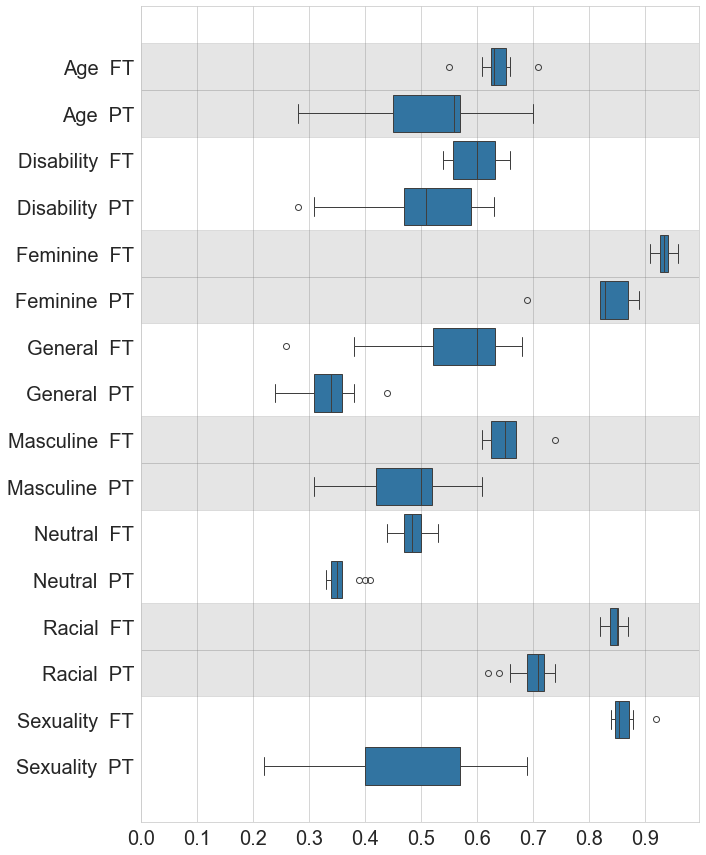 Age FT
Age PT
Disability FT
Disability PT
Feminine FT
Feminine PT
General FT
General PT
Masculine FT
Masculine PT
Neutral FT
Neutral PT
Racial FT
Racial PT
Sexuality FT
Sexuality PT
0.0 0.1 0.2 0.3 0.4 0.5 0.6 0.7 0.8 0.9